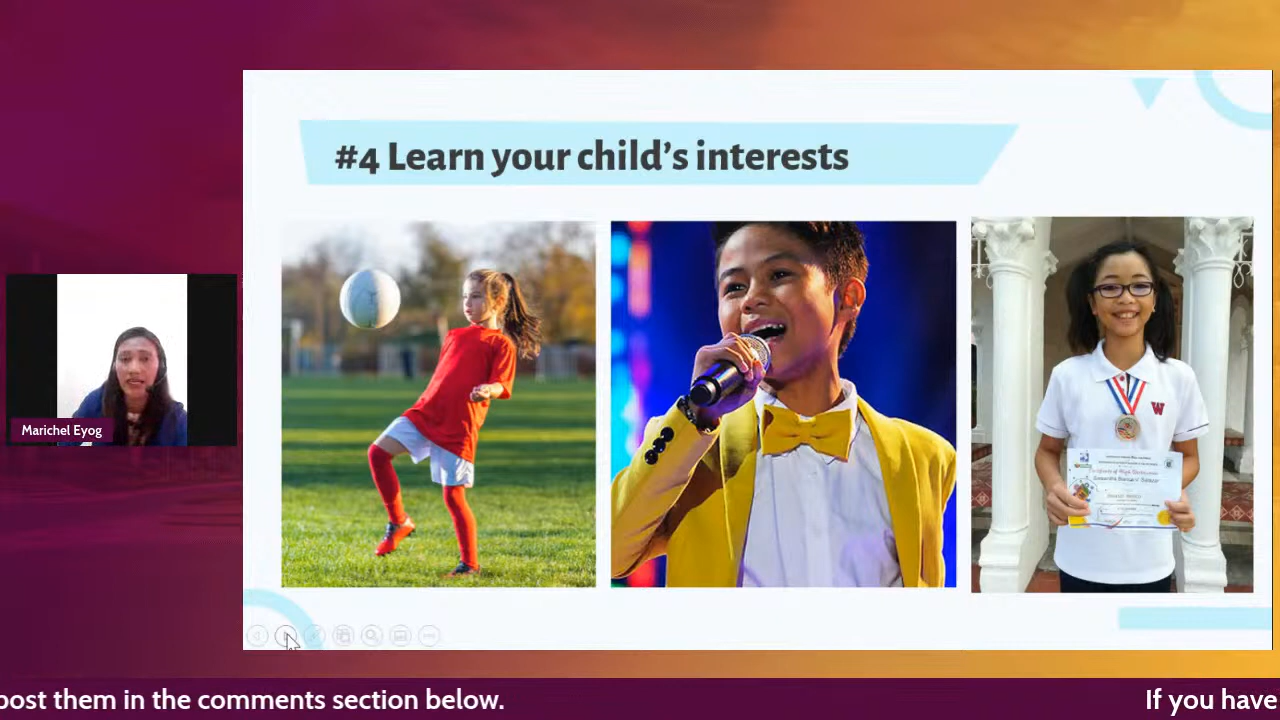 #4 Learn your child's interests
W
Marichel Eyog
post them in the comments section below.
If you have